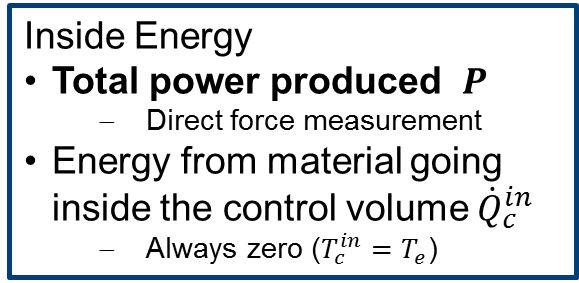 Inside Energy
• Total power produced P
– Direct force measurement
• Energy from material going
inside the control volume Q̇_c^in
– Always zero (T_c^in = T_e)